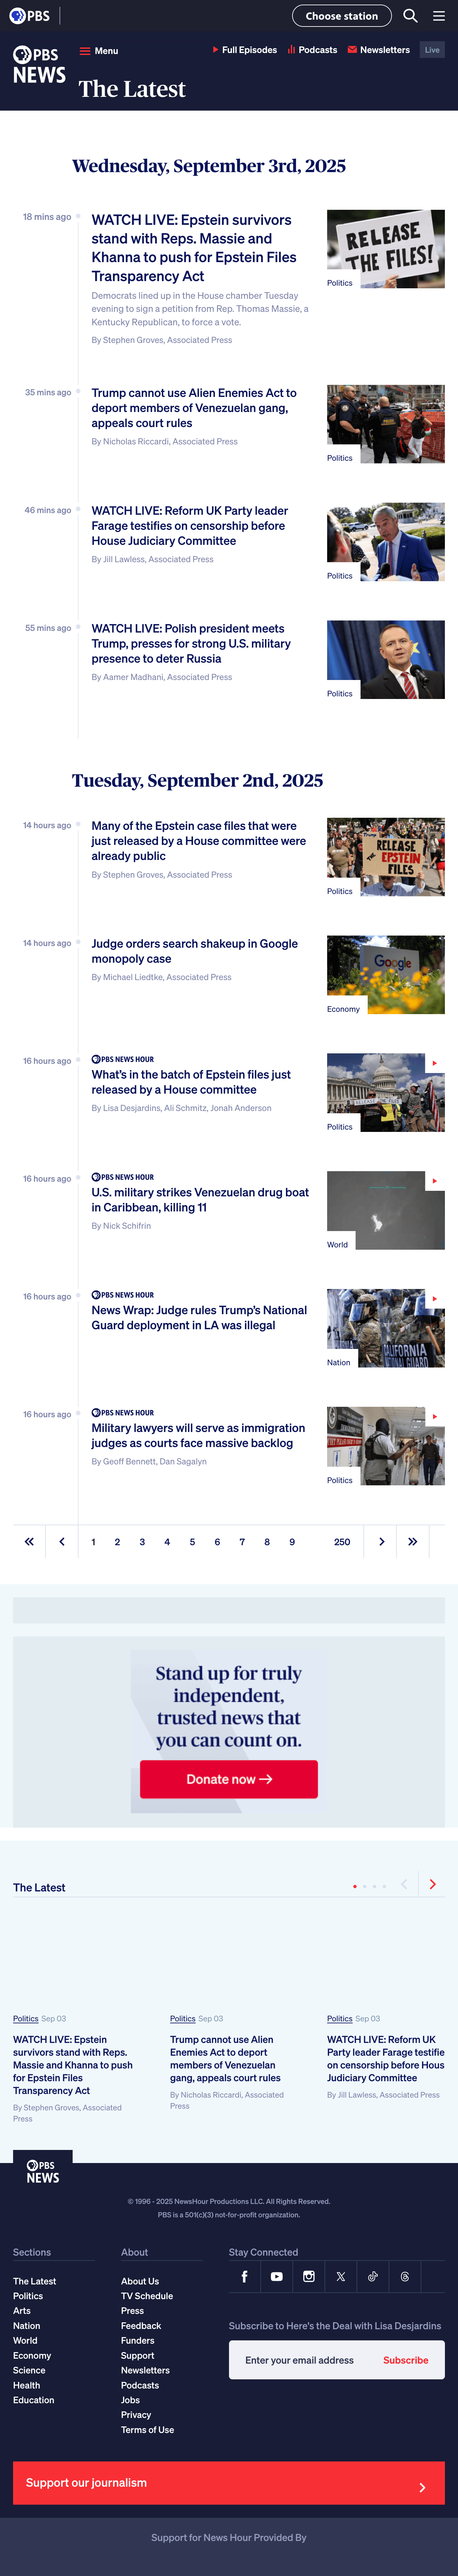 PBS
Choose station
PBS NEWS
Menu
Full Episodes
Podcasts
Newsletters
Live
The Latest
Wednesday, September 3rd, 2025
18 mins ago
WATCH LIVE: Epstein survivors
stand with Reps. Massie and
Khanna to push for Epstein Files
Transparency Act
Democrats lined up in the House chamber Tuesday
evening to sign a petition from Rep. Thomas Massie, a
Kentucky Republican, to force a vote.
By Stephen Groves, Associated Press
RELEASE
THE FILES!
Politics
35 mins ago
Trump cannot use Alien Enemies Act to
deport members of Venezuelan gang,
appeals court rules
By Nicholas Riccardi, Associated Press
Politics
46 mins ago
WATCH LIVE: Reform UK Party leader
Farage testifies on censorship before
House Judiciary Committee
By Jill Lawless, Associated Press
Politics
55 mins ago
WATCH LIVE: Polish president meets
Trump, presses for strong U.S. military
presence to deter Russia
By Aamer Madhani, Associated Press
Politics
Tuesday, September 2nd, 2025
14 hours ago
Many of the Epstein case files that were
just released by a House committee were
already public
By Stephen Groves, Associated Press
Trump
RELEASE
EPSTEIN
FILES
Politics
14 hours ago
Judge orders search shakeup in Google
monopoly case
By Michael Liedtke, Associated Press
Google
Economy
16 hours ago
PBS NEWS HOUR
What's in the batch of Epstein files just
released by a House committee
By Lisa Desjardins, Ali Schmitz, Jonah Anderson
Politics
16 hours ago
PBS NEWS HOUR
U.S. military strikes Venezuelan drug boat
in Caribbean, killing 11
By Nick Schifrin
World
16 hours ago
PBS NEWS HOUR
News Wrap: Judge rules Trump's National
Guard deployment in LA was illegal
CALIFORNIA
NATIONAL GUARD
Nation
16 hours ago
PBS NEWS HOUR
Military lawyers will serve as immigration
judges as courts face massive backlog
By Geoff Bennett, Dan Sagalyn
Politics
1 2 3 4 5 6 7 8 9 250
Stand up for truly
independent,
trusted news that
you can count on.
Donate now
The Latest
Politics Sep 03
WATCH LIVE: Epstein
survivors stand with Reps.
Massie and Khanna to push
for Epstein Files
Transparency Act
By Stephen Groves, Associated
Press
Politics Sep 03
Trump cannot use Alien
Enemies Act to deport
members of Venezuelan
gang, appeals court rules
By Nicholas Riccardi, Associated
Press
Politics Sep 03
WATCH LIVE: Reform UK
Party leader Farage testifie
on censorship before Hous
Judiciary Committee
By Jill Lawless, Associated Press
PBS
NEWS
© 1996 - 2025 NewsHour Productions LLC. All Rights Reserved.
PBS is a 501(c)(3) not-for-profit organization.
Sections
The Latest
Politics
Arts
Nation
World
Economy
Science
Health
Education
About
About Us
TV Schedule
Press
Feedback
Funders
Support
Newsletters
Podcasts
Jobs
Privacy
Terms of Use
Stay Connected
Subscribe to Here's the Deal with Lisa Desjardins
Enter your email address
Subscribe
Support our journalism
Support for News Hour Provided By